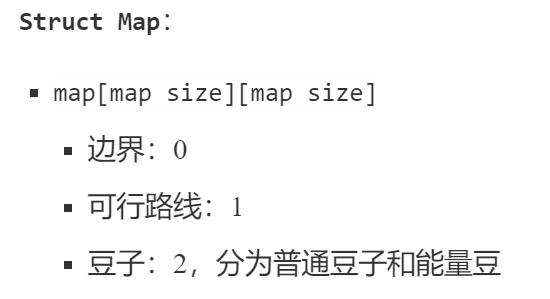 Struct Map：
map[map size][map size]
边界：0
可行路线：1
豆子：2，分为普通豆子和能量豆